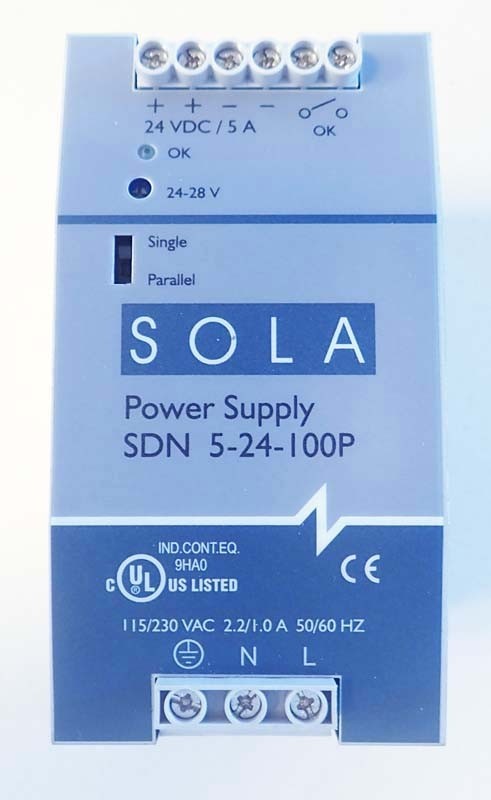 + + − −
24 VDC / 5 A
OK
OK
24-28 V
Single
Parallel
SOLA
Power Supply
SDN 5-24-100P
IND.CONT.EQ.
9HA0
C UL ® US LISTED
CE
115/230 VAC 2.2/1.0 A 50/60 HZ
N L